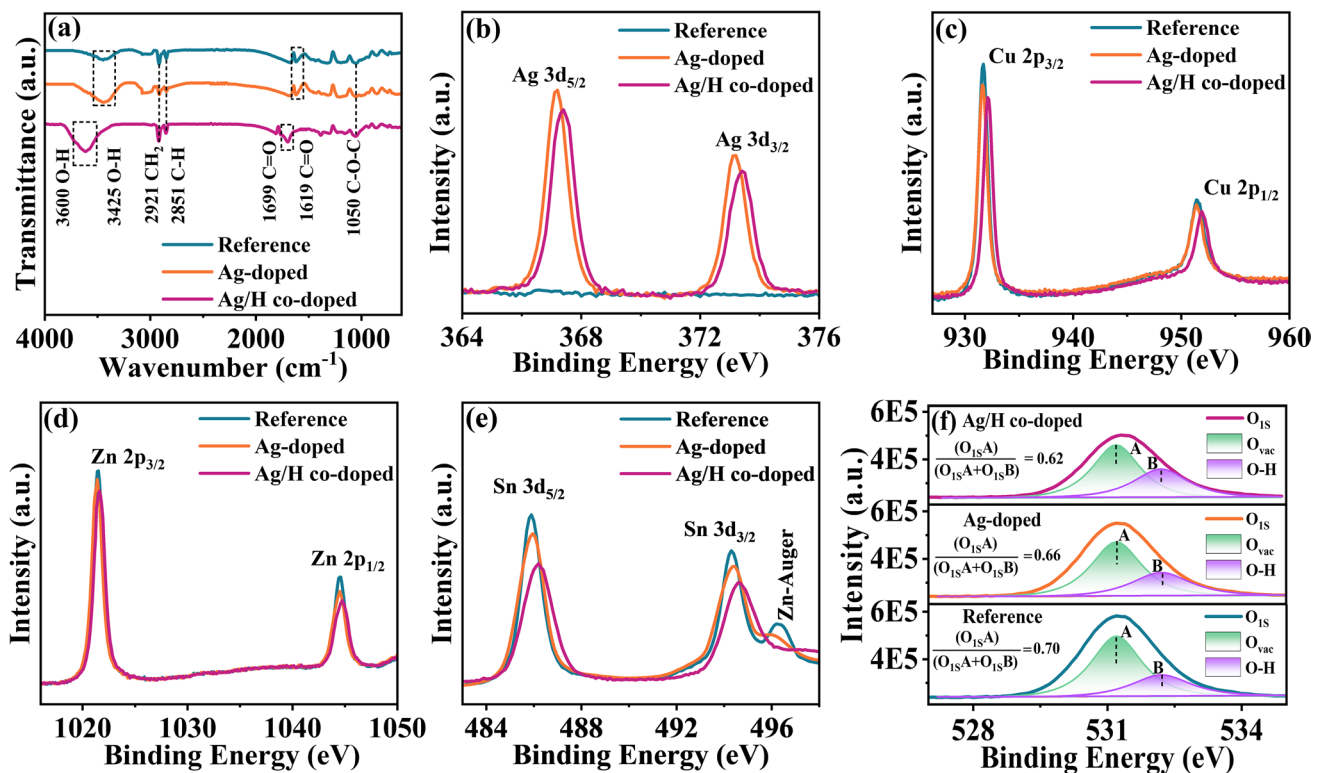 (a)
Transmittance (a.u.)
3600 O-H
3425 O-H
2921 CH2
2851 C-H
1699 C=O
1619 C=O
1050 C-O-C
Reference
Ag-doped
Ag/H co-doped
4000 3000 2000 1000
Wavenumber (cm-1)
(b)
Reference
Ag-doped
Ag/H co-doped
Ag 3d5/2
Ag 3d3/2
Intensity (a.u.)
364 368 372 376
Binding Energy (eV)
(c)
Reference
Ag-doped
Ag/H co-doped
Cu 2p3/2
Cu 2p1/2
Intensity (a.u.)
930 940 950 960
Binding Energy (eV)
(d)
Reference
Ag-doped
Ag/H co-doped
Zn 2p3/2
Zn 2p1/2
Intensity (a.u.)
1020 1030 1040 1050
Binding Energy (eV)
(e)
Reference
Ag-doped
Ag/H co-doped
Sn 3d5/2
Sn 3d3/2
Zn-Auger
Intensity (a.u.)
484 488 492 496
Binding Energy (eV)
(f)
6E5
4E5
Ag/H co-doped
(O1SA)
(O1SA+O1SB)
= 0.62
A
B
O1S
Ovac
O-H
6E5
4E5
Ag-doped
(O1SA)
(O1SA+O1SB)
=0.66
A
B
O1S
Ovac
O-H
6E5
4E5
Reference
(O1SA)
(O1SA+O1SB)
=0.70
A
B
O1S
Ovac
O-H
Intensity (a.u.)
528 531 534
Binding Energy (eV)